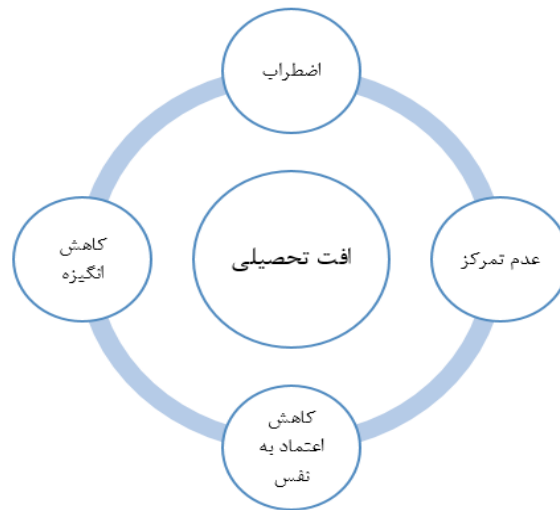 اضطراب
عدم تمرکز
کاهش
اعتماد به
نفس
کاهش
انگیزه
افت تحصیلی